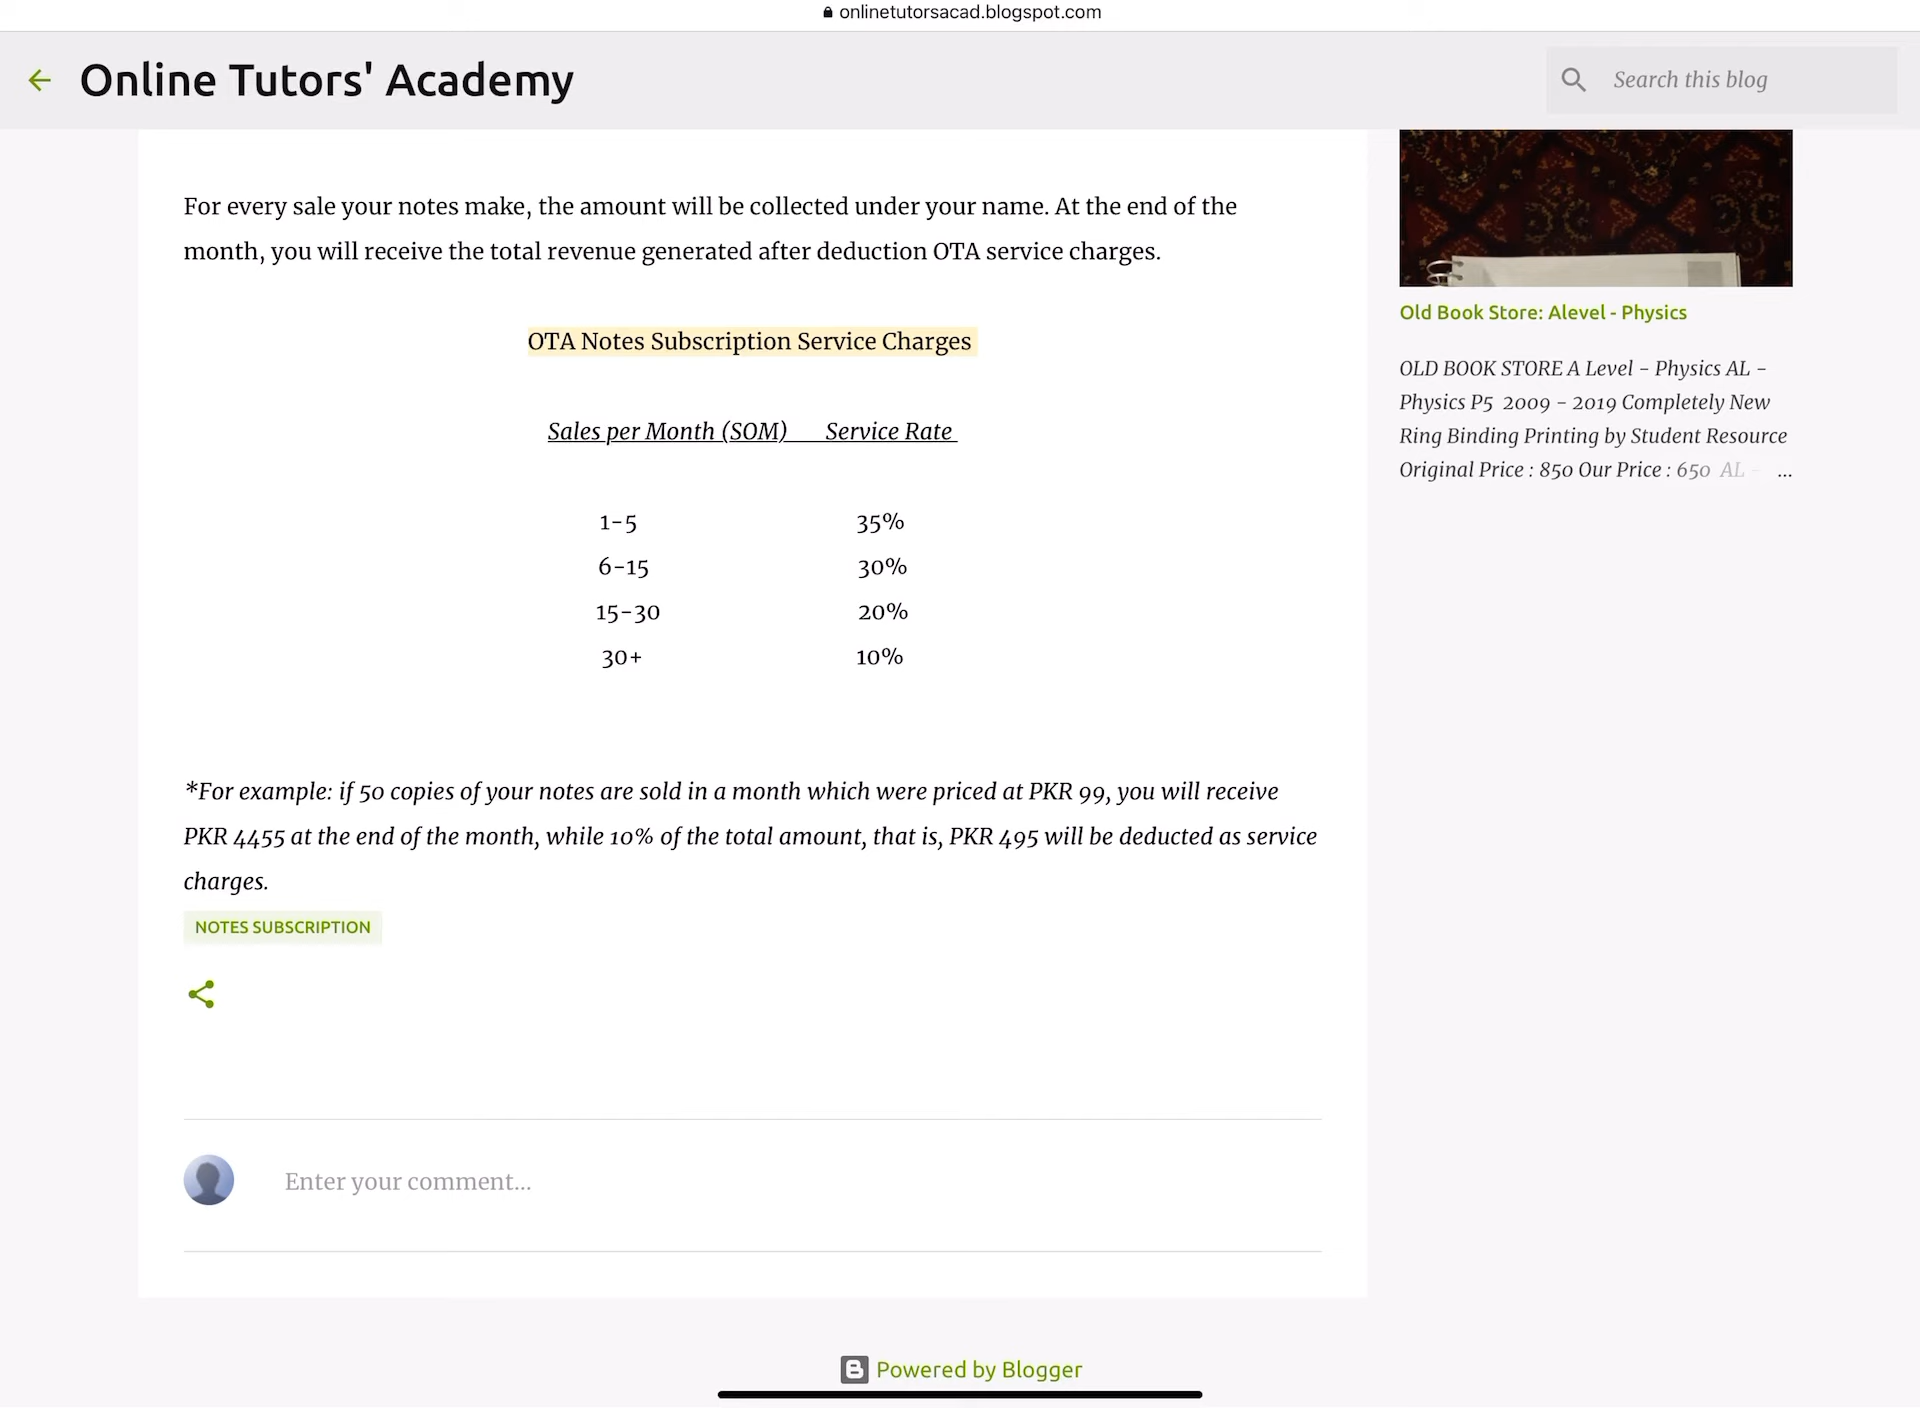 onlinetutorsacad.blogspot.com
Online Tutors' Academy
Search this blog
For every sale your notes make, the amount will be collected under your name. At the end of the
month, you will receive the total revenue generated after deduction OTA service charges.
OTA Notes Subscription Service Charges
Sales per Month (SOM) Service Rate
1-5 35%
6-15 30%
15-30 20%
30+ 10%
*For example: if 50 copies of your notes are sold in a month which were priced at PKR 99, you will receive
PKR 4455 at the end of the month, while 10% of the total amount, that is, PKR 495 will be deducted as service
charges.
NOTES SUBSCRIPTION
Enter your comment...
Old Book Store: Alevel - Physics
OLD BOOK STORE A Level - Physics AL -
Physics P5 2009 - 2019 Completely New
Ring Binding Printing by Student Resource
Original Price : 850 Our Price : 650 AL - ...
Powered by Blogger